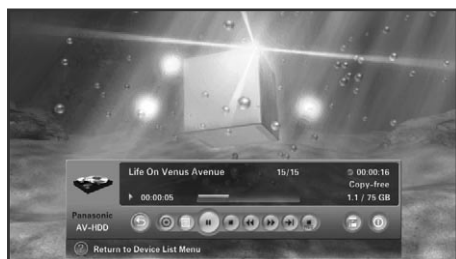 Life On Venus Avenue 15/15 00:00:16
Copy-free
00:00:05 1.1 / 75 GB
Panasonic
AV-HDD
Return to Device List Menu